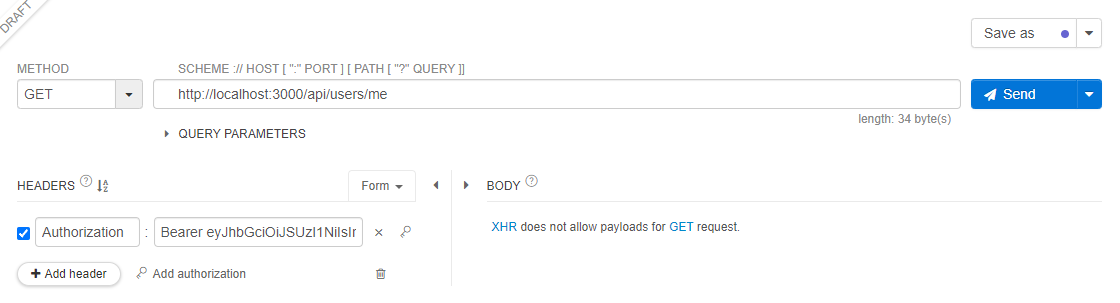 DRAFT
Save as
METHOD
SCHEME :// HOST [ ":" PORT ] [ PATH [ "?" QUERY ]]
GET
http://localhost:3000/api/users/me
Send
length: 34 byte(s)
QUERY PARAMETERS
HEADERS ? Form
BODY ?
Authorization : Bearer eyJhbGciOiJSUzI1NiIsIr
XHR does not allow payloads for GET request.
+ Add header
Add authorization